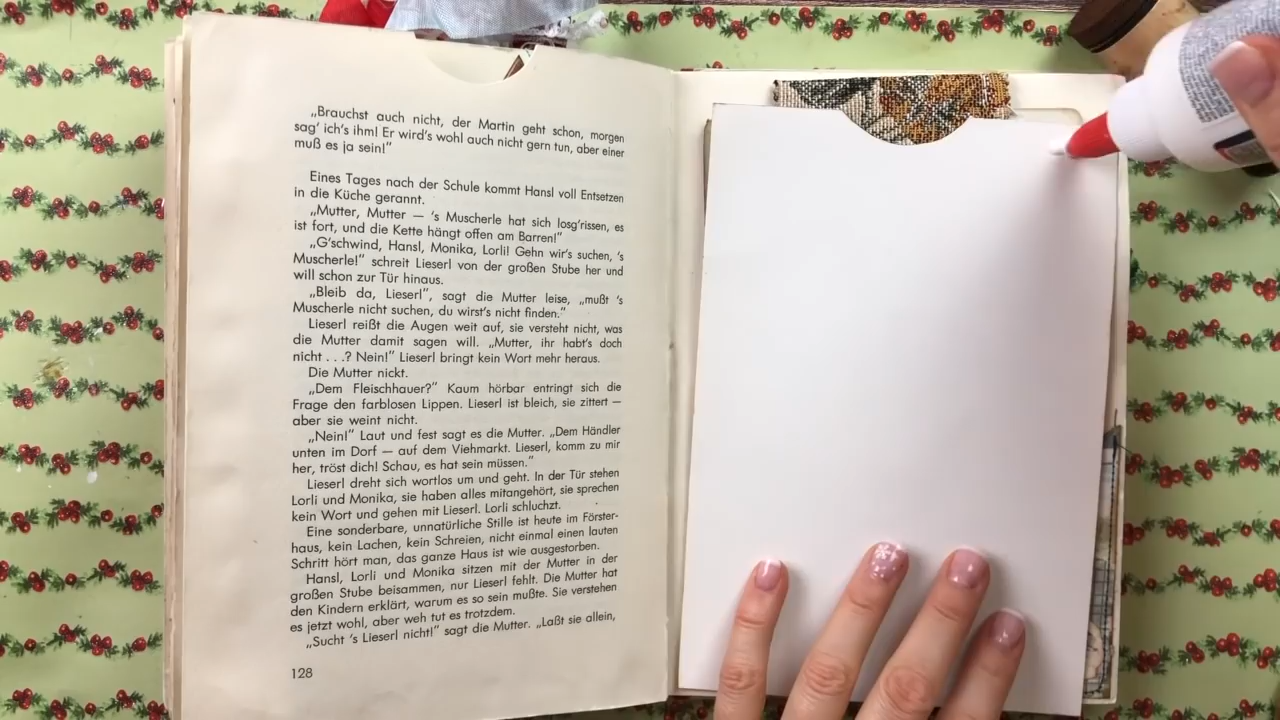 „Brauchst auch nicht, der Martin geht schon, morgen
sag' ich's ihm! Er wird's wohl auch nicht gern tun, aber einer
muß es ja sein!"
Eines Tages nach der Schule kommt Hansl voll Entsetzen
in die Küche gerannt.
„Mutter, Mutter — 's Muscherle hat sich losg'rissen, es
ist fort, und die Kette hängt offen am Barren!"
„G'schwind, Hansl, Monika, Lorli! Gehn wir's suchen, 's
Muscherle!" schreit Lieserl von der großen Stube her und
will schon zur Tür hinaus.
„Bleib da, Lieserl", sagt die Mutter leise, „mußt 's
Muscherle nicht suchen, du wirst's nicht finden."
Lieserl reißt die Augen weit auf, sie versteht nicht, was
die Mutter damit sagen will. „Mutter, ihr habt's doch
nicht . . .? Nein!" Lieserl bringt kein Wort mehr heraus.
Die Mutter nickt.
„Dem Fleischhauer?" Kaum hörbar entringt sich die
Frage den farblosen Lippen. Lieserl ist bleich, sie zittert —
aber sie weint nicht.
„Nein!" Laut und fest sagt es die Mutter. „Dem Händler
unten im Dorf — auf dem Viehmarkt. Lieserl, komm zu mir
her, tröst dich! Schau, es hat sein müssen."
Lieserl dreht sich wortlos um und geht. In der Tür stehen
Lorli und Monika, sie haben alles mitangehört, sie sprechen
kein Wort und gehen mit Lieserl. Lorli schluchzt.
Eine sonderbare, unnatürliche Stille ist heute im Förster-
haus, kein Lachen, kein Schreien, nicht einmal einen lauten
Schritt hört man, das ganze Haus ist wie ausgestorben.
Hansl, Lorli und Monika sitzen mit der Mutter in der
großen Stube beisammen, nur Lieserl fehlt. Die Mutter hat
den Kindern erklärt, warum es so sein mußte. Sie verstehen
es jetzt wohl, aber weh tut es trotzdem.
„Sucht 's Lieserl nicht!" sagt die Mutter. „Laßt sie allein,
128